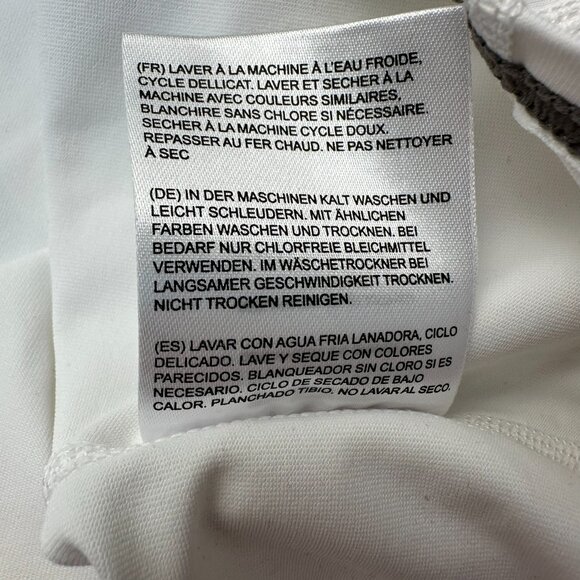 (FR) LAVER À LA MACHINE À L'EAU FROIDE,
CYCLE DELLICAT. LAVER ET SECHER À LA
MACHINE AVEC COULEURS SIMILAIRES,
BLANCHIRE SANS CHLORE SI NÉCESSAIRE.
SECHER À LA MACHINE CYCLE DOUX.
REPASSER AU FER CHAUD. NE PAS NETTOYER
À SEC
(DE) IN DER MASCHINEN KALT WASCHEN UND
LEICHT SCHLEUDERN. MIT ÄHNLICHEN
FARBEN WASCHEN UND TROCKNEN. BEI
BEDARF NUR CHLORFREIE BLEICHMITTEL
VERWENDEN. IM WÄSCHETROCKNER BEI
LANGSAMER GESCHWINDIGKEIT TROCKNEN.
NICHT TROCKEN REINIGEN.
(ES) LAVAR CON AGUA FRIA LANADORA, CICLO
DELICADO. LAVE Y SEQUE CON COLORES
PARECIDOS. BLANQUEADOR SIN CLORO SI ES
NECESARIO. CICLO DE SECADO DE BAJO
CALOR. PLANCHADO TIBIO. NO LAVAR AL SECO.